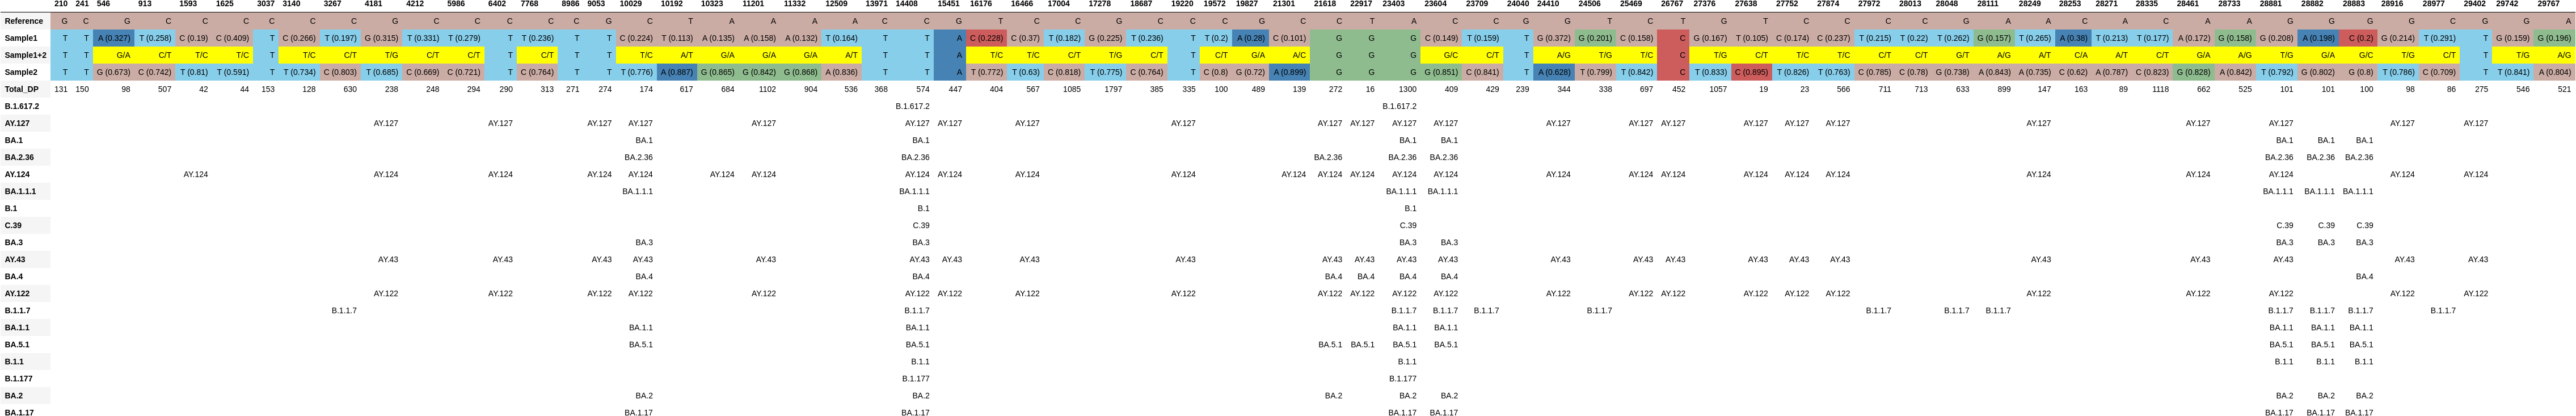 210 241 546 913 1593 1625 3037 3140 3267 4181 4212 5986 6402 7768 8986 9053 10029 10192 10323 11201 11332 12509 13971 14408 15451 16176 16466 17004 17278 18687 19220 19572 19827 21301 21618 22917 23403 23604 23709 24040 24410 24506 25469 26767 27376 27638 27752 27874 27972 28013 28048 28111 28249 28253 28271 28335 28461 28733 28881 28882 28883 28916 28977 29402 29742 29767
Reference G C G C C C C C C G C C C C C G C T A A A A C C G T C C G C C C G C C T A C C G G T C T G T C C C C G A A C A C A A G G G G C G G A
Sample1 T T A (0.327) T (0.258) C (0.19) C (0.409) T C (0.266) T (0.197) G (0.315) T (0.331) T (0.279) T T (0.236) T T C (0.224) T (0.113) A (0.135) A (0.158) A (0.132) T (0.164) T T A C (0.228) C (0.37) T (0.182) G (0.225) T (0.236) T T (0.2) A (0.28) C (0.101) G G G C (0.149) T (0.159) T G (0.372) G (0.201) C (0.158) C G (0.167) T (0.105) C (0.174) C (0.237) T (0.215) T (0.22) T (0.262) G (0.157) T (0.265) A (0.38) T (0.213) T (0.177) A (0.172) G (0.158) G (0.208) A (0.198) C (0.2) G (0.214) T (0.291) T G (0.159) G (0.196)
Sample1+2 T T G/A C/T T/C T/C T T/C C/T T/G C/T C/T T C/T T T T/C A/T G/A G/A G/A A/T T T A T/C T/C C/T T/G C/T T C/T G/A A/C G G G G/C C/T T A/G T/G T/C C T/G C/T T/C T/C C/T C/T G/T A/G A/T C/A A/T C/T G/A A/G T/G G/A G/C T/G C/T T T/G A/G
Sample2 T T G (0.673) C (0.742) T (0.81) T (0.591) T T (0.734) C (0.803) T (0.685) C (0.669) C (0.721) T C (0.764) T T T (0.776) A (0.887) G (0.865) G (0.842) G (0.868) A (0.836) T T A T (0.772) T (0.63) C (0.818) T (0.775) C (0.764) T C (0.8) G (0.72) A (0.899) G G G G (0.851) C (0.841) T A (0.628) T (0.799) T (0.842) C T (0.833) C (0.895) T (0.826) T (0.763) C (0.785) C (0.78) G (0.738) A (0.843) A (0.735) C (0.62) A (0.787) C (0.823) G (0.828) A (0.842) T (0.792) G (0.802) G (0.8) T (0.786) C (0.709) T T (0.841) A (0.804)
Total_DP 131 150 98 507 42 44 153 128 630 238 248 294 290 313 271 274 174 617 684 1102 904 536 368 574 447 404 567 1085 1797 385 335 100 489 139 272 16 1300 409 429 239 344 338 697 452 1057 19 23 566 711 713 633 899 147 163 89 1118 662 525 101 101 100 98 86 275 546 521
B.1.617.2 B.1.617.2 B.1.617.2
AY.127 AY.127 AY.127 AY.127 AY.127 AY.127 AY.127 AY.127 AY.127 AY.127 AY.127 AY.127 AY.127 AY.127 AY.127 AY.127 AY.127 AY.127 AY.127 AY.127 AY.127 AY.127 AY.127 AY.127 AY.127
BA.1 BA.1 BA.1 BA.1 BA.1 BA.1 BA.1 BA.1
BA.2.36 BA.2.36 BA.2.36 BA.2.36 BA.2.36 BA.2.36 BA.2.36 BA.2.36 BA.2.36
AY.124 AY.124 AY.124 AY.124 AY.124 AY.124 AY.124 AY.124 AY.124 AY.124 AY.124 AY.124 AY.124 AY.124 AY.124 AY.124 AY.124 AY.124 AY.124 AY.124 AY.124 AY.124 AY.124 AY.124 AY.124 AY.124 AY.124 AY.124
BA.1.1.1 BA.1.1.1 BA.1.1.1 BA.1.1.1 BA.1.1.1 BA.1.1.1 BA.1.1.1 BA.1.1.1
B.1 B.1 B.1
C.39 C.39 C.39 C.39 C.39 C.39
BA.3 BA.3 BA.3 BA.3 BA.3 BA.3 BA.3 BA.3
AY.43 AY.43 AY.43 AY.43 AY.43 AY.43 AY.43 AY.43 AY.43 AY.43 AY.43 AY.43 AY.43 AY.43 AY.43 AY.43 AY.43 AY.43 AY.43 AY.43 AY.43 AY.43 AY.43 AY.43 AY.43
BA.4 BA.4 BA.4 BA.4 BA.4 BA.4 BA.4 BA.4
AY.122 AY.122 AY.122 AY.122 AY.122 AY.122 AY.122 AY.122 AY.122 AY.122 AY.122 AY.122 AY.122 AY.122 AY.122 AY.122 AY.122 AY.122 AY.122 AY.122 AY.122 AY.122 AY.122 AY.122 AY.122
B.1.1.7 B.1.1.7 B.1.1.7 B.1.1.7 B.1.1.7 B.1.1.7 B.1.1.7 B.1.1.7 B.1.1.7 B.1.1.7 B.1.1.7 B.1.1.7 B.1.1.7 B.1.1.7
BA.1.1 BA.1.1 BA.1.1 BA.1.1 BA.1.1 BA.1.1 BA.1.1 BA.1.1
BA.5.1 BA.5.1 BA.5.1 BA.5.1 BA.5.1 BA.5.1 BA.5.1 BA.5.1 BA.5.1 BA.5.1
B.1.1 B.1.1 B.1.1 B.1.1 B.1.1 B.1.1
B.1.177 B.1.177 B.1.177
BA.2 BA.2 BA.2 BA.2 BA.2 BA.2 BA.2 BA.2 BA.2
BA.1.17 BA.1.17 BA.1.17 BA.1.17 BA.1.17 BA.1.17 BA.1.17 BA.1.17